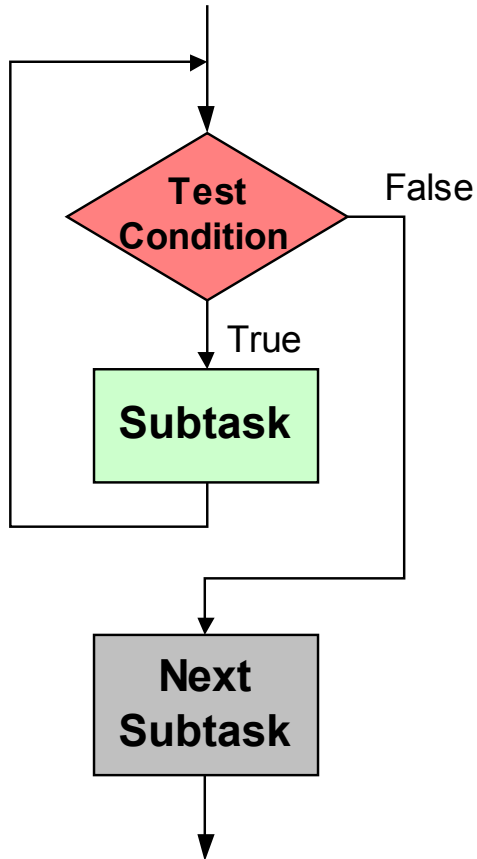 Test
Condition
False
True
Subtask
Next
Subtask